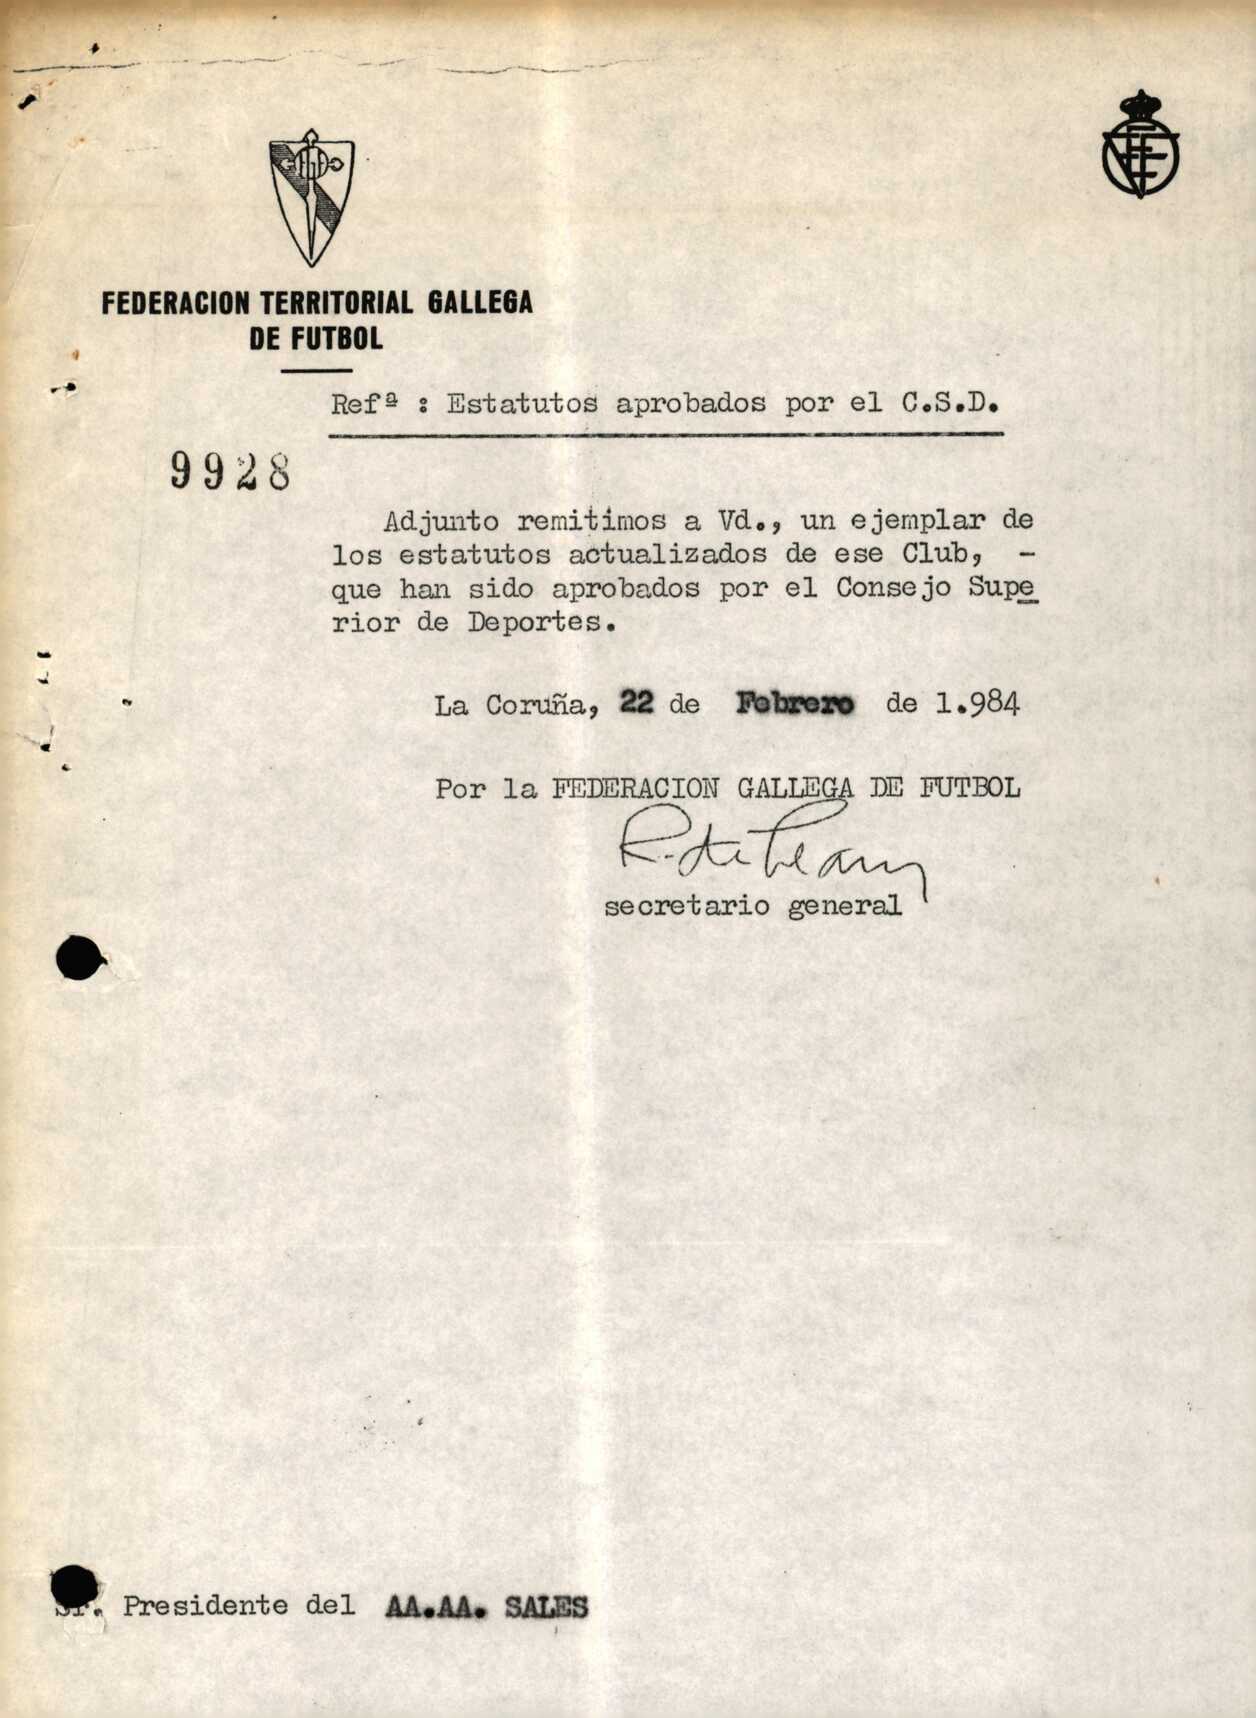 FEDERACION TERRITORIAL GALLEGA
DE FUTBOL
Refª : Estatutos aprobados por el C.S.D.
9928
Adjunto remitimos a Vd., un ejemplar de
los estatutos actualizados de ese Club, -
que han sido aprobados por el Consejo Supe
rior de Deportes.
La Coruña, 22 de Febrero de 1.984
Por la FEDERACION GALLEGA DE FUTBOL
secretario general
Sr. Presidente del AA.AA. SALES